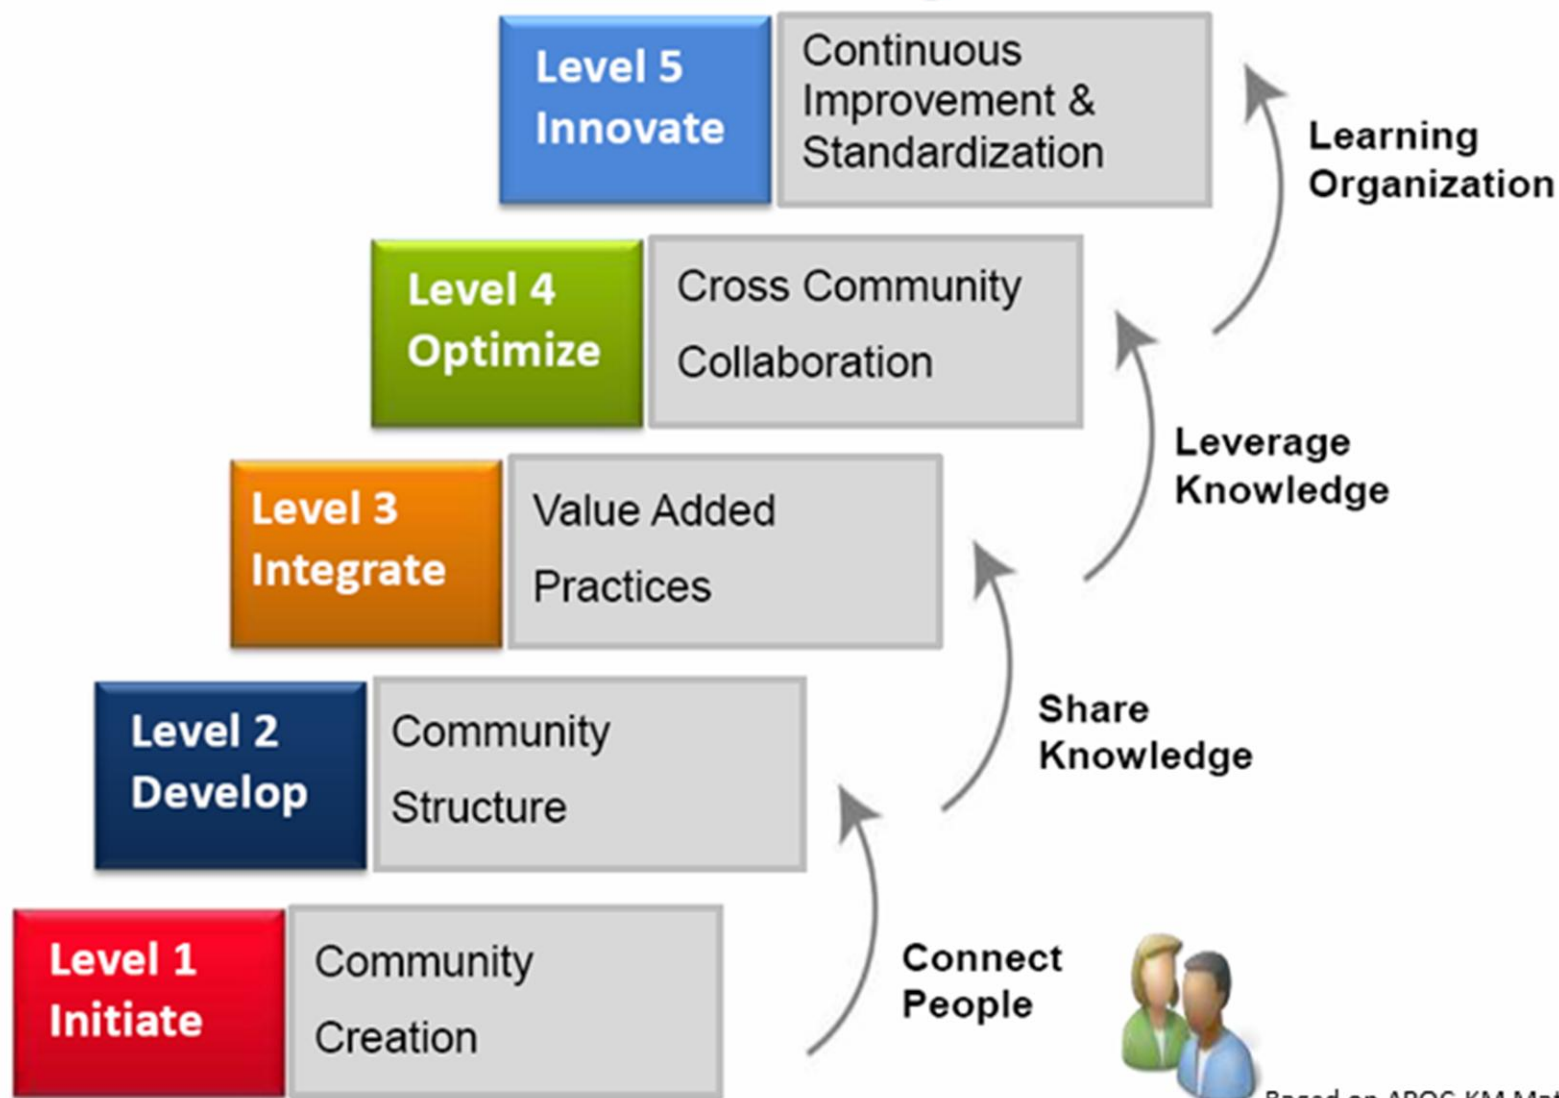 Level 5
Innovate
Continuous
Improvement &
Standardization
Learning
Organization
Level 4
Optimize
Cross Community
Collaboration
Leverage
Knowledge
Level 3
Integrate
Value Added
Practices
Share
Knowledge
Level 2
Develop
Community
Structure
Connect
People
Level 1
Initiate
Community
Creation
Based on APQC KM